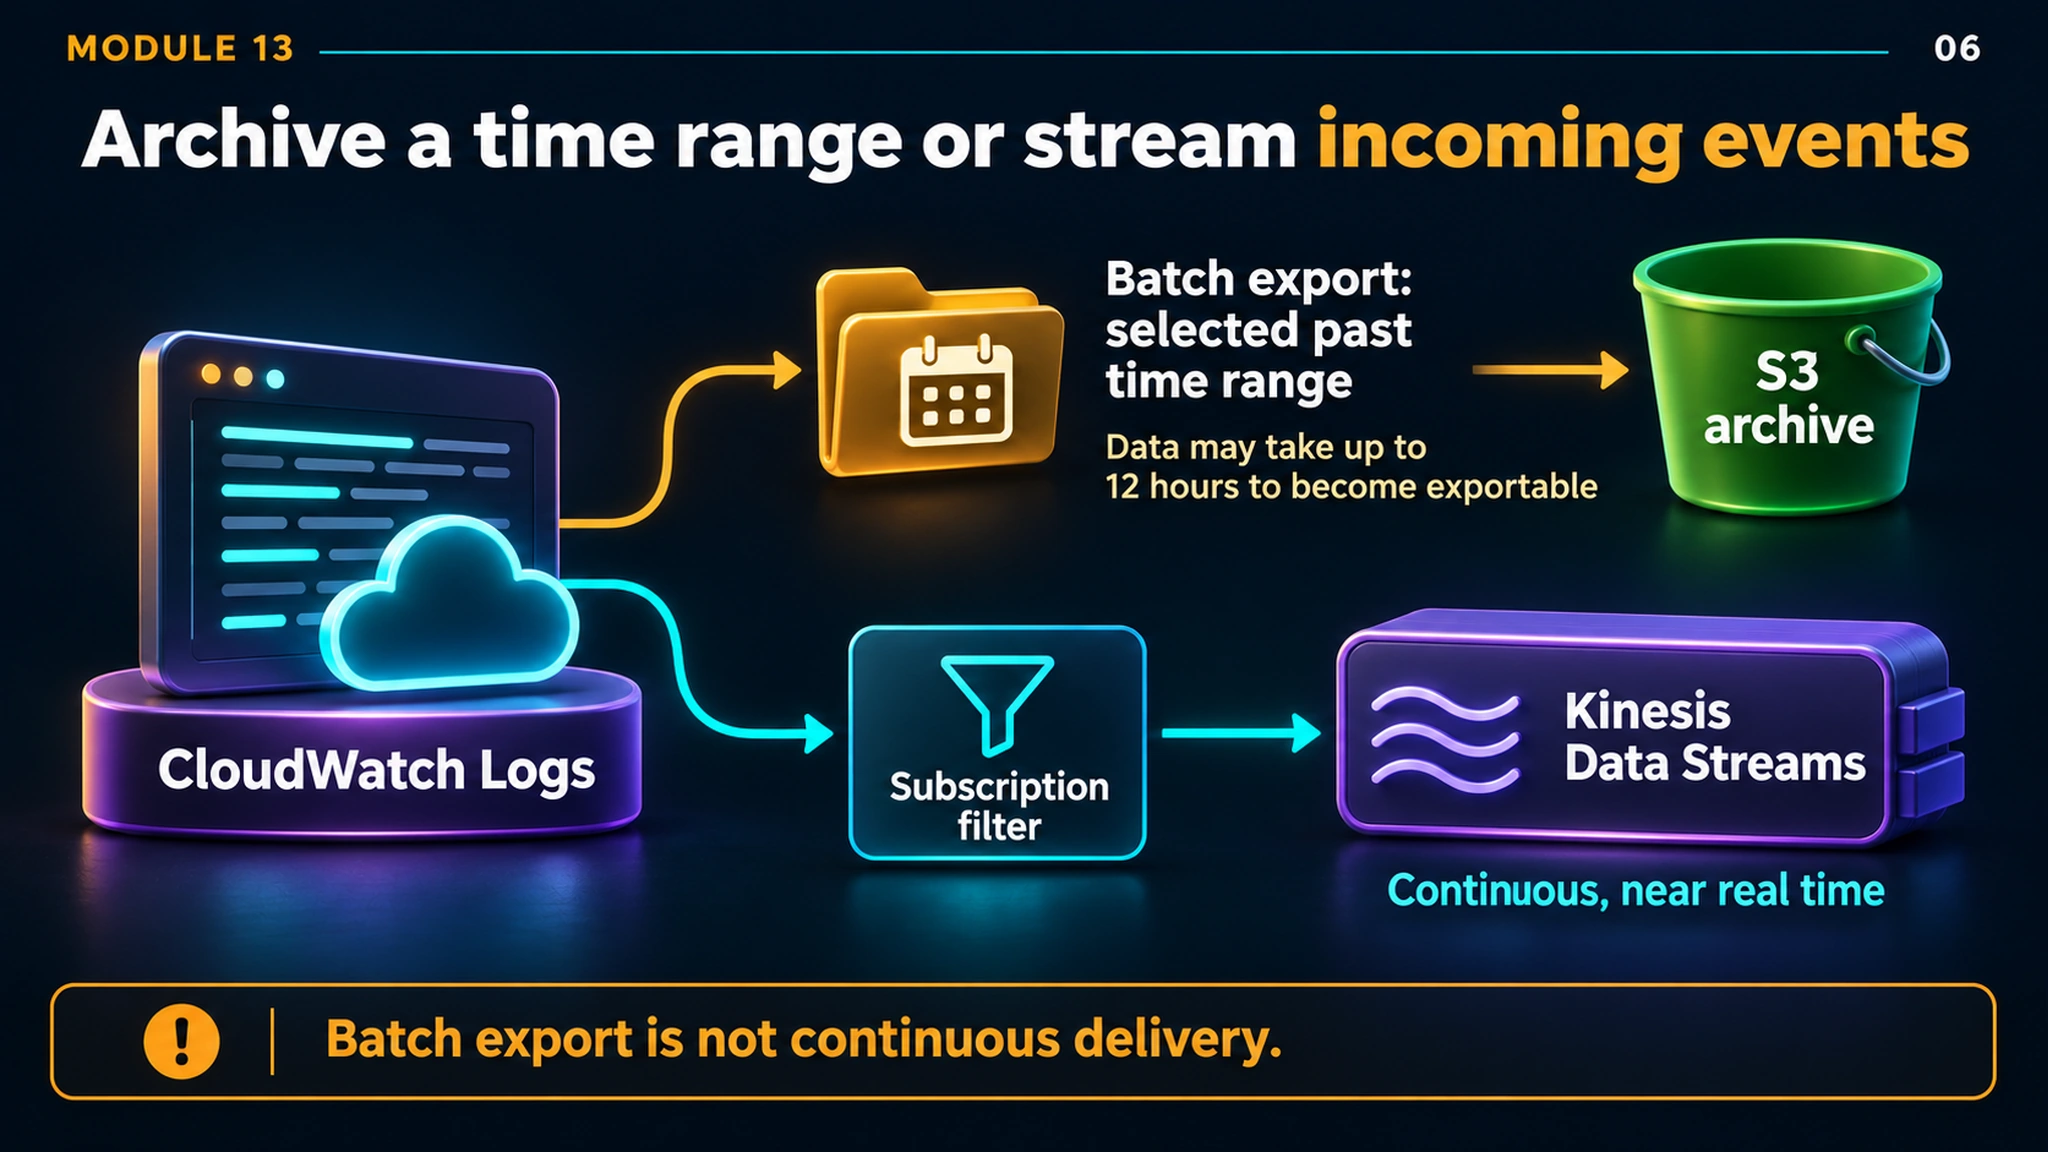 MODULE 13
06
Archive a time range or stream incoming events
Batch export:
selected past
time range
Data may take up to
12 hours to become exportable
S3
archive
CloudWatch Logs
Subscription
filter
Kinesis
Data Streams
Continuous, near real time
! 
Batch export is not continuous delivery.